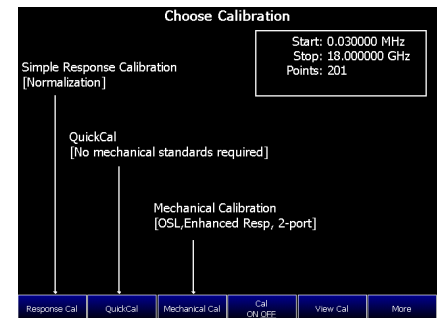 Choose Calibration
Start: 0.030000 MHz
Stop: 18.000000 GHz
Points: 201
Simple Response Calibration
[Normalization]
QuickCal
[No mechanical standards required]
Mechanical Calibration
[OSL,Enhanced Resp, 2-port]
Response Cal
QuickCal
Mechanical Cal
Cal
ON OFF
View Cal
More